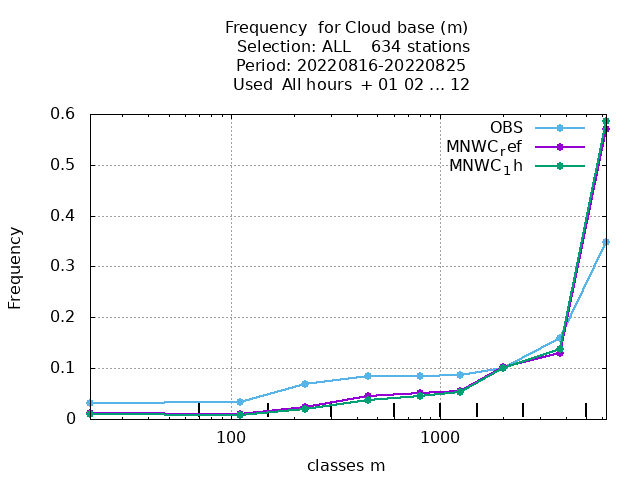 Frequency  for Cloud base (m)
Selection: ALL    634 stations
Period: 20220816-20220825
Used  All hours  + 01 02 ... 12
0.6
0.5
0.4
0.3
0.2
0.1
0
Frequency
OBS
MNWC_ref
MNWC_1h
100
1000
classes m